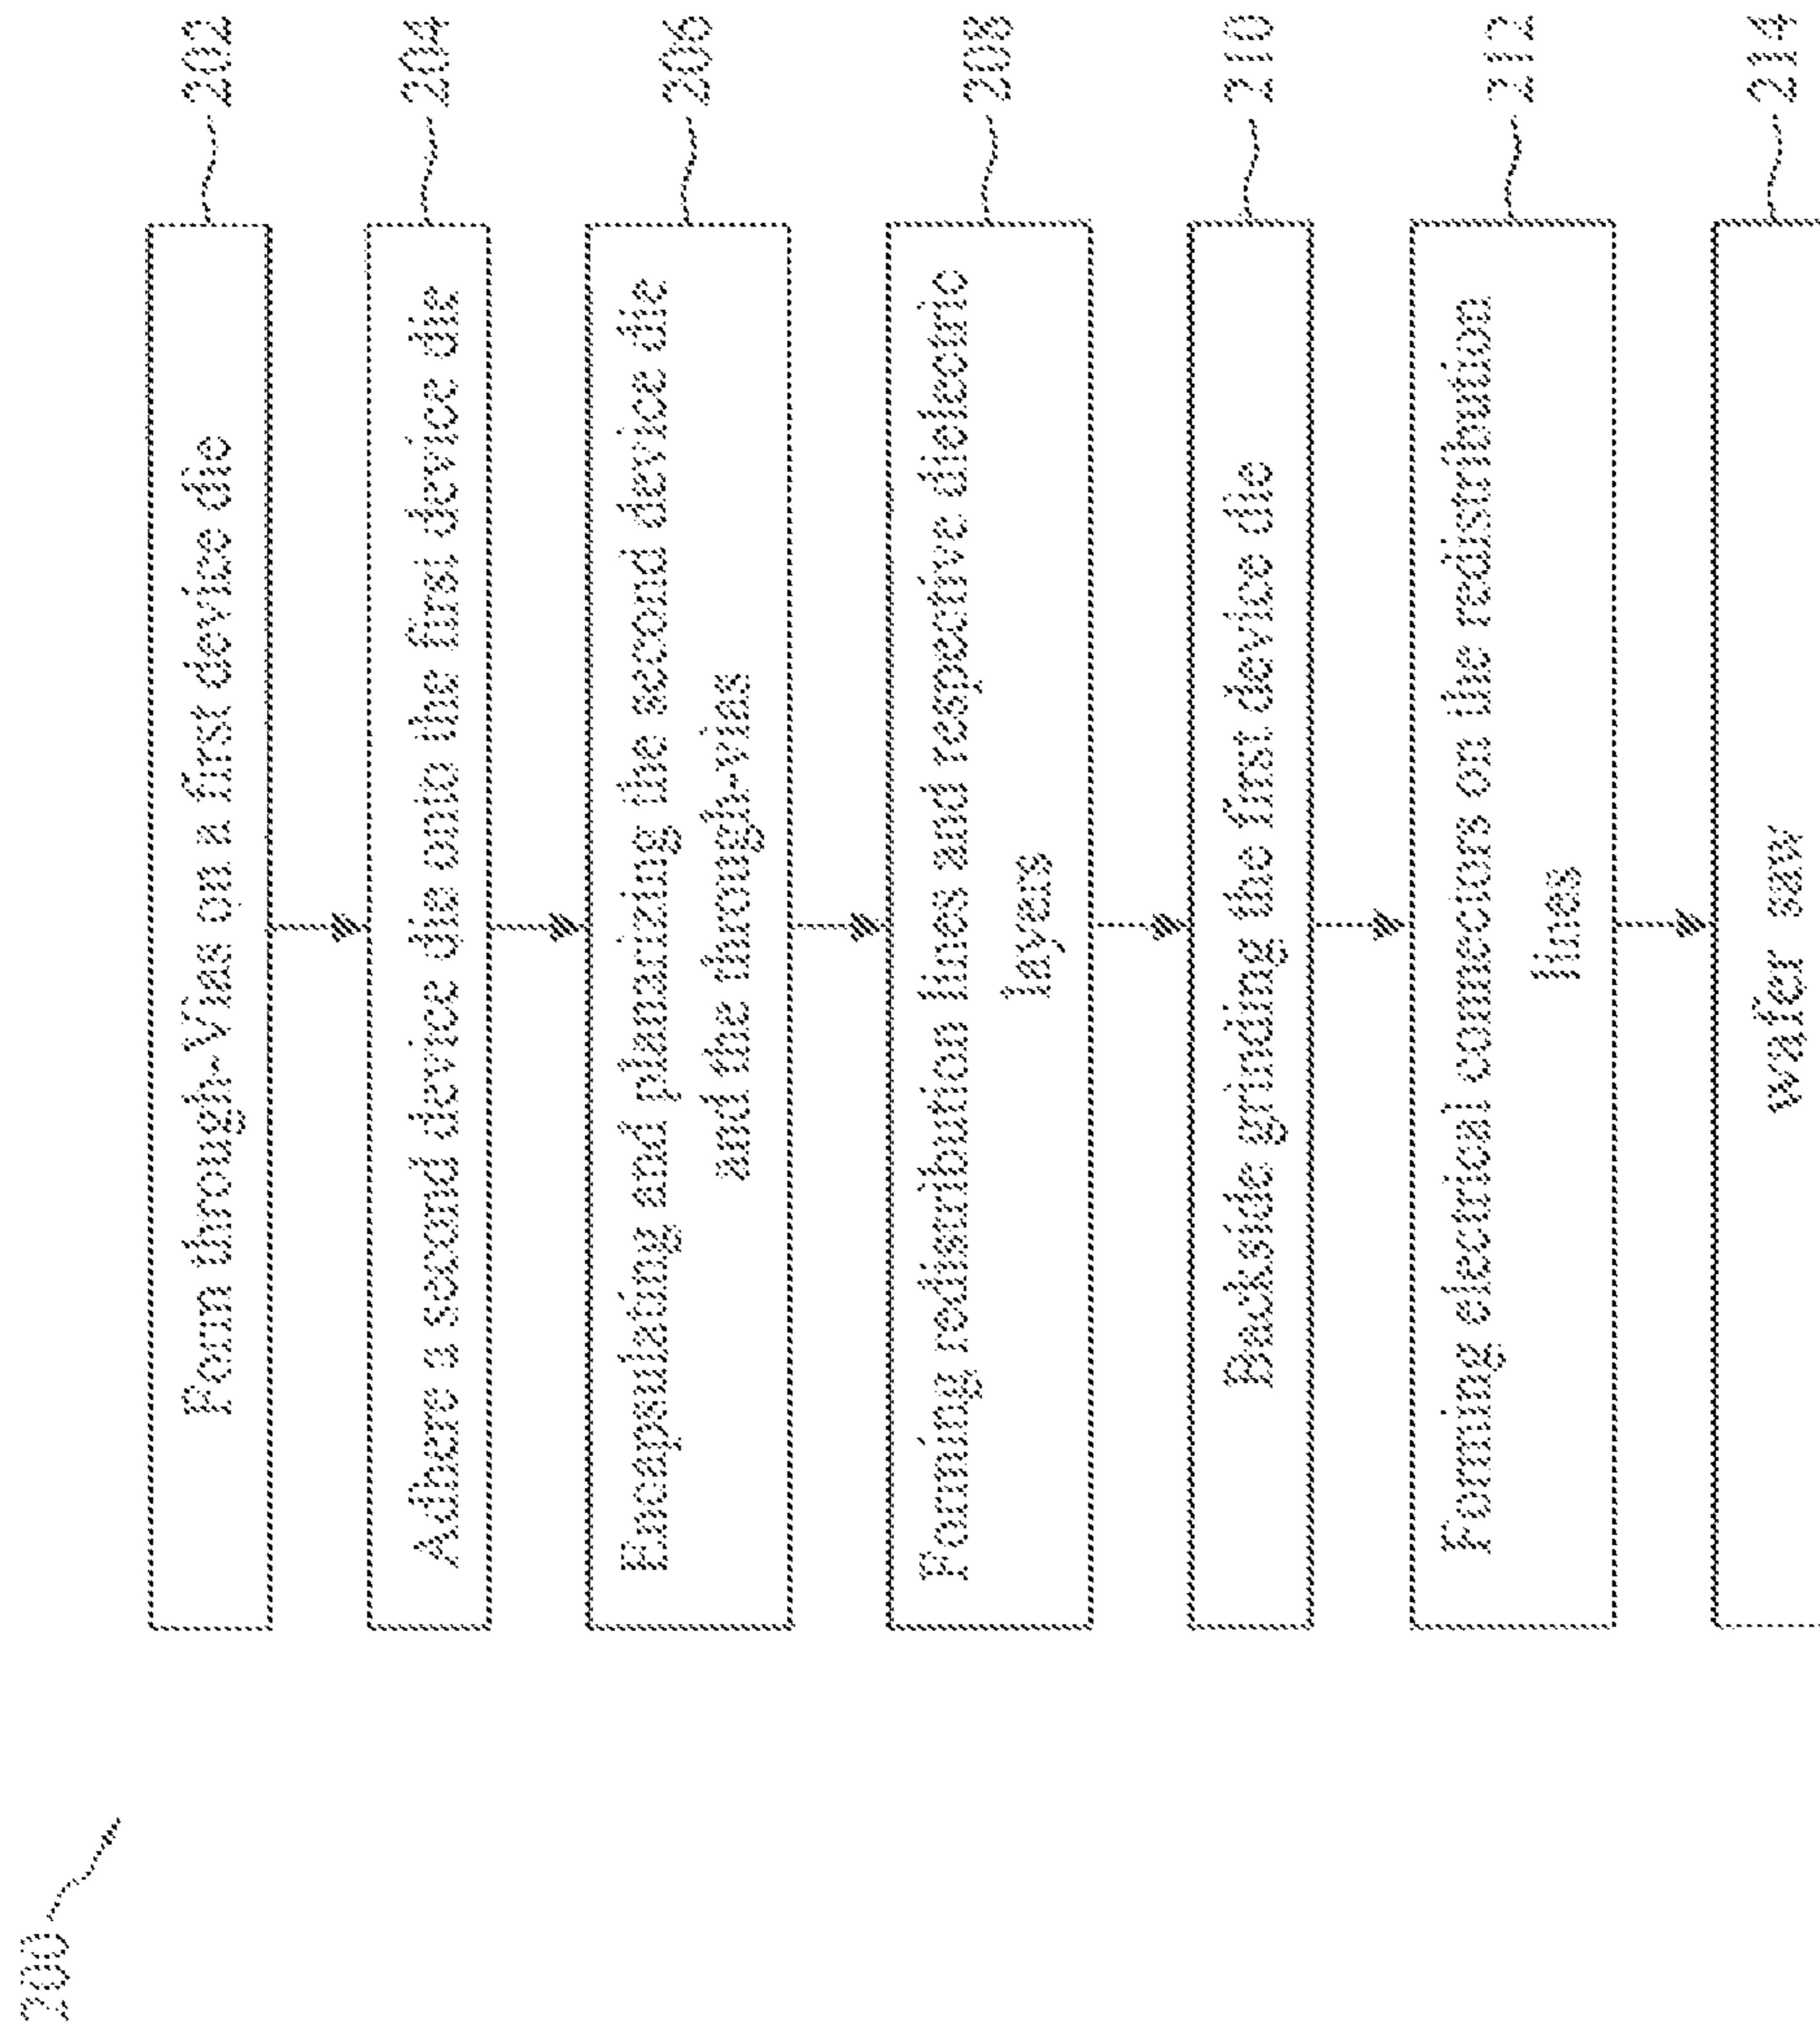 200
Form through-Vias on a first device die
202
Adhere a second device die onto the first device die
204
Encapsulating and planarizing the second device die
and the through-vias
206
Forming redistribution lines and respective dielectric
layers
208
Backside grinding the first device die
210
Forming electrical connectors on the redistribution
lines
212
wafer saw
214